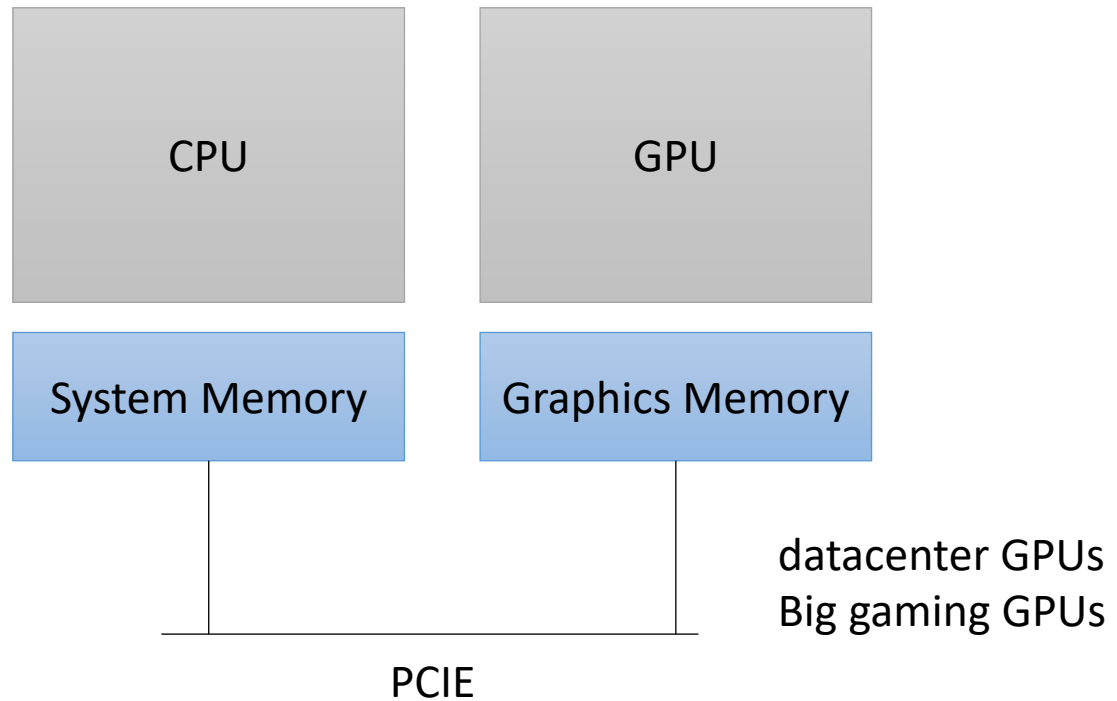 CPU
GPU
System Memory
Graphics Memory
datacenter GPUs
Big gaming GPUs
PCIE